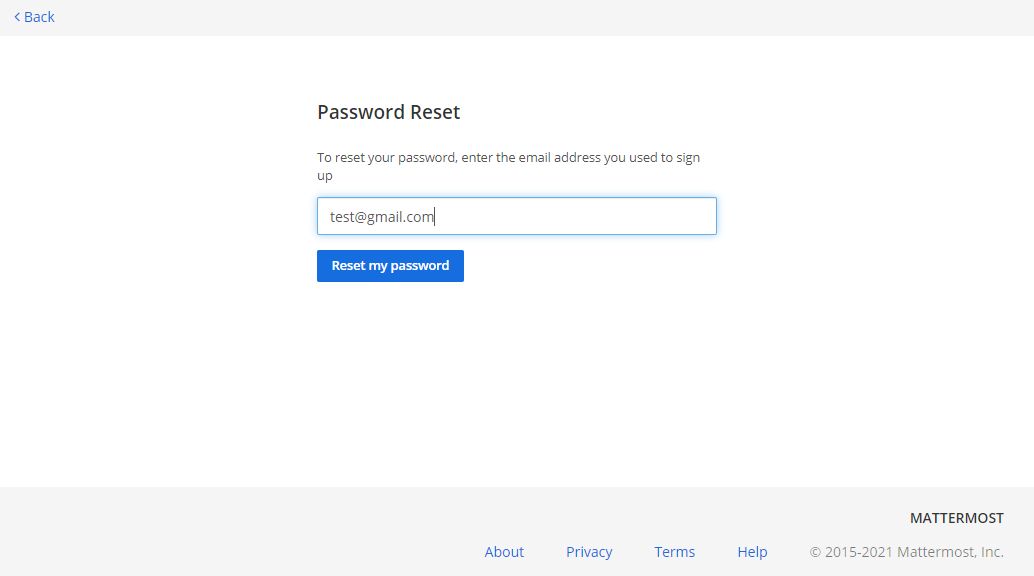 Back
Password Reset
To reset your password, enter the email address you used to sign
up
test@gmail.com
Reset my password
MATTERMOST
About Privacy Terms Help © 2015-2021 Mattermost, Inc.